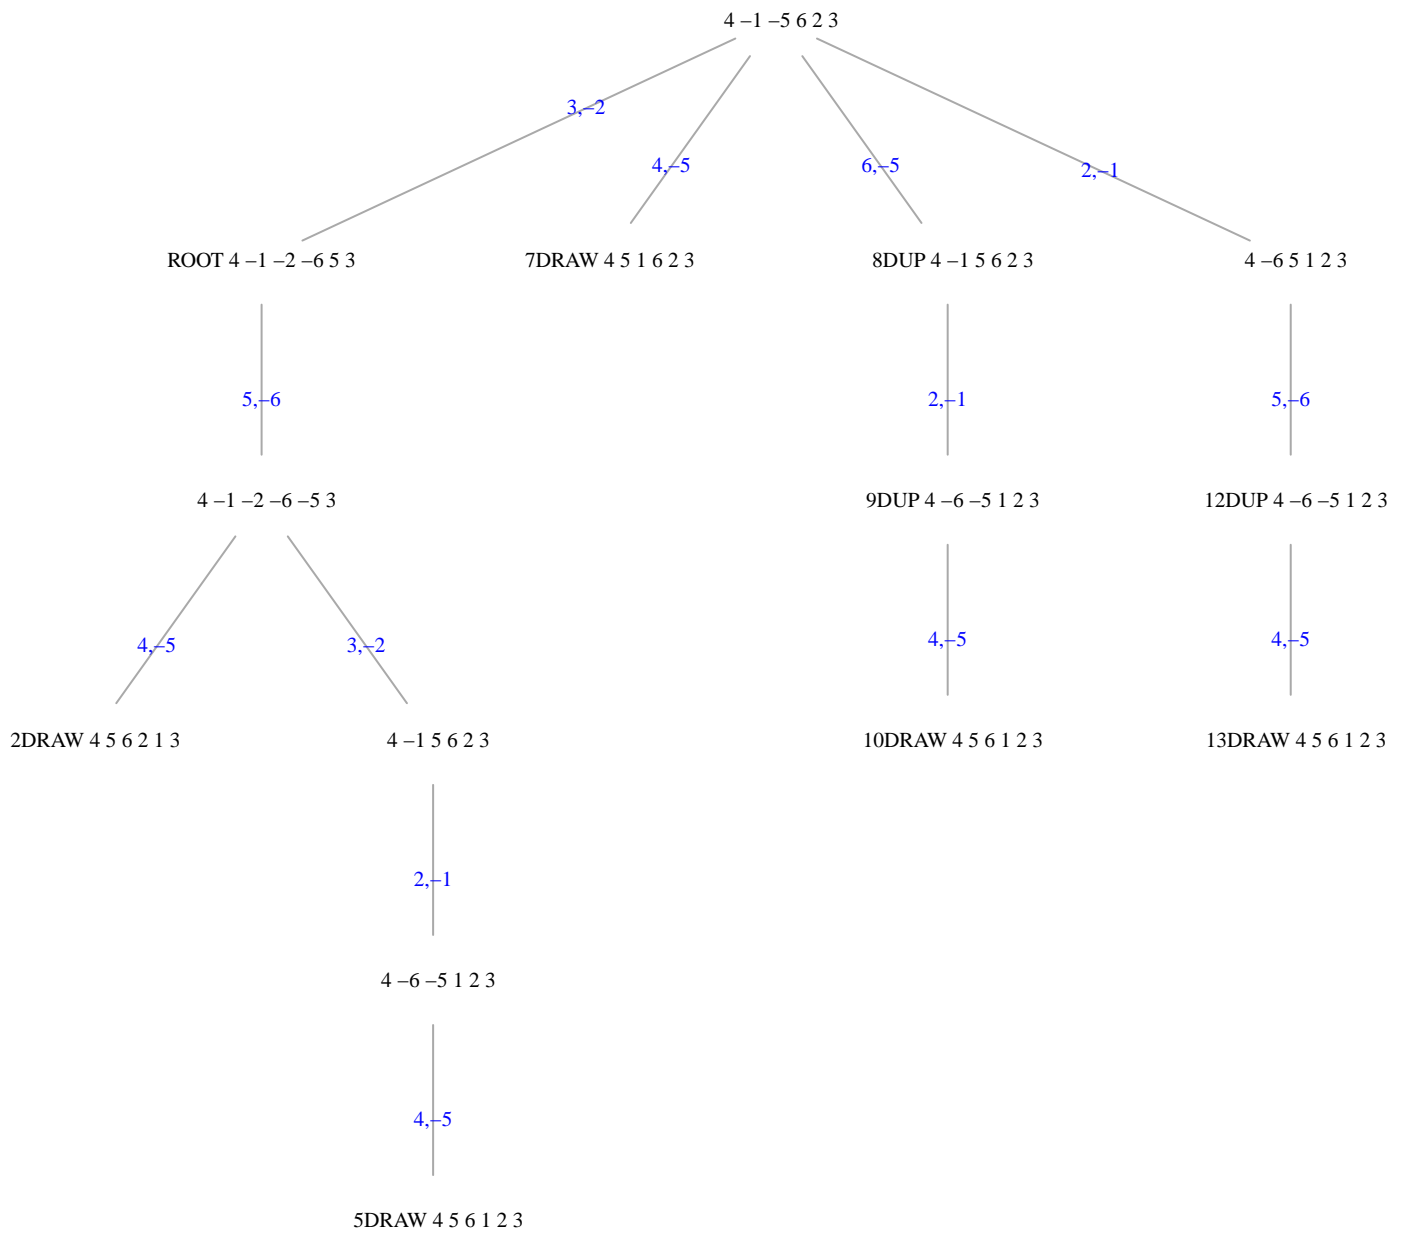 4 –1 –5 6 2 3
3,–2
4,–5
6,–5
2,–1
ROOT 4 –1 –2 –6 5 3
7DRAW 4 5 1 6 2 3
8DUP 4 –1 5 6 2 3
4 –6 5 1 2 3
5,–6
2,–1
5,–6
4 –1 –2 –6 –5 3
9DUP 4 –6 –5 1 2 3
12DUP 4 –6 –5 1 2 3
4,–5
3,–2
4,–5
4,–5
2DRAW 4 5 6 2 1 3
4 –1 5 6 2 3
10DRAW 4 5 6 1 2 3
13DRAW 4 5 6 1 2 3
2,–1
4 –6 –5 1 2 3
4,–5
5DRAW 4 5 6 1 2 3